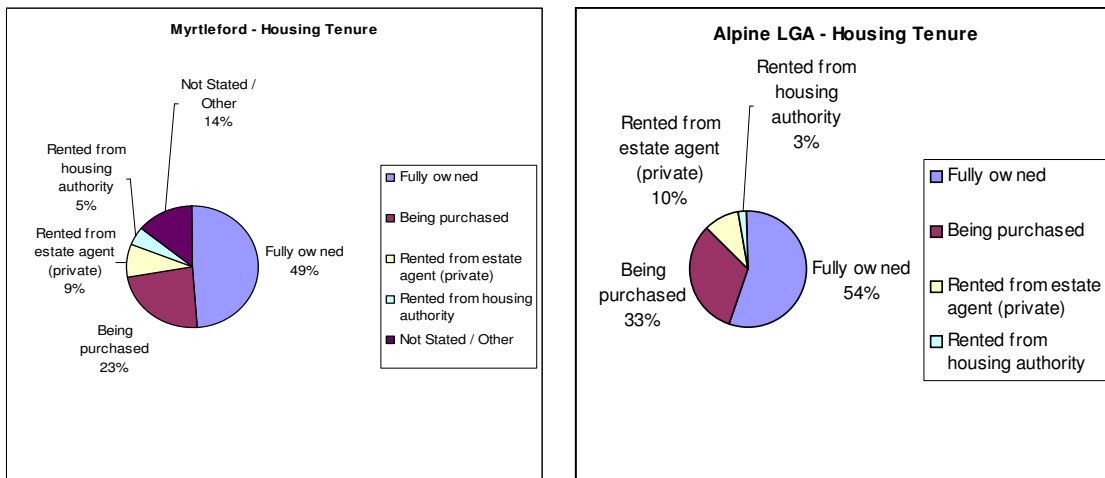 Myrtleford - Housing Tenure
Not Stated /
Other
14%
Rented from
housing
authority
5%
Rented from
estate agent
(private)
9%
Being
purchased
23%
Fully owned
49%
Fully owned
Being purchased
Rented from estate
agent (private)
Rented from housing
authority
Not Stated / Other
Alpine LGA - Housing Tenure
Rented from
housing
authority
3%
Rented from
estate agent
(private)
10%
Being
purchased
33%
Fully owned
54%
Fully owned
Being purchased
Rented from estate
agent (private)
Rented from
housing authority